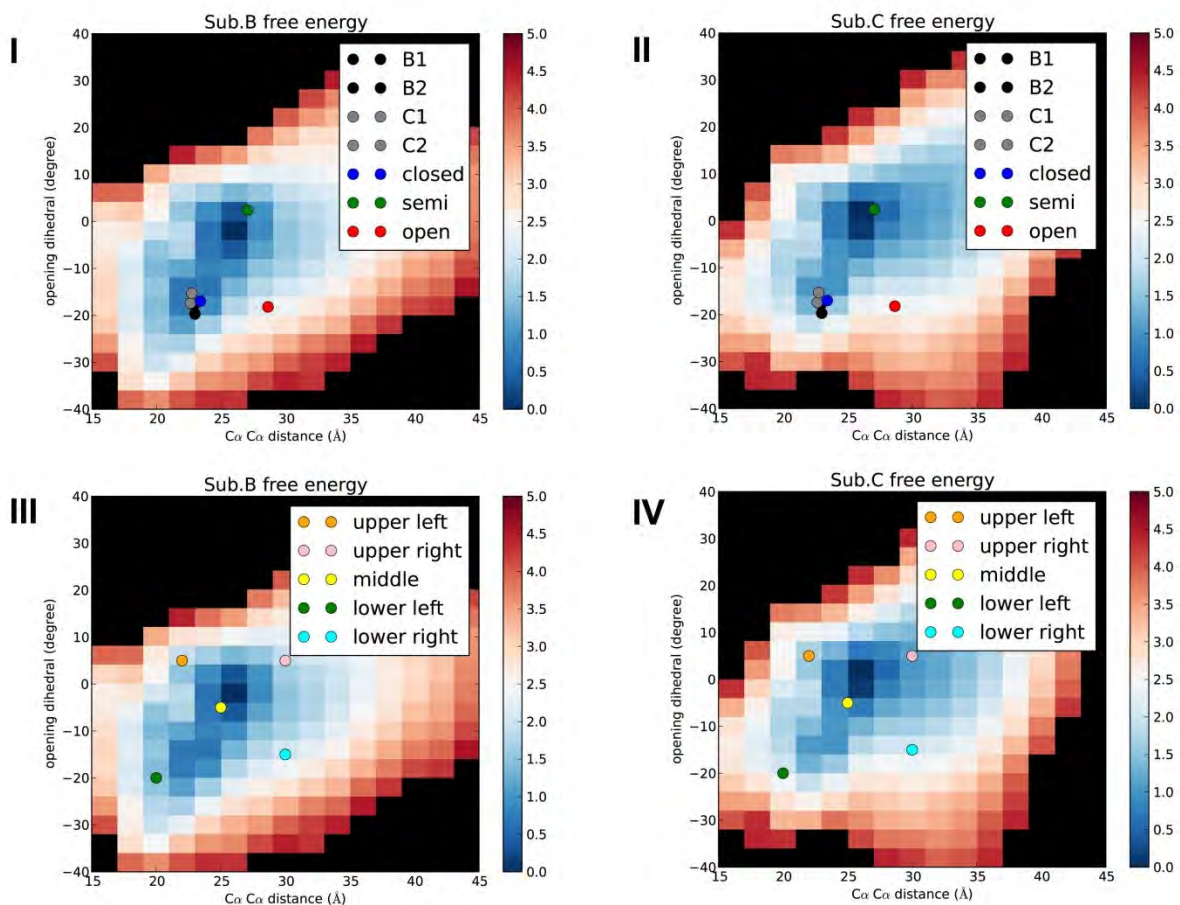 I
Sub.B free energy
opening dihedral (degree)
40
30
20
10
0
−10
−20
−30
−40
15
20
25
30
35
40
45
Cα Cα distance (Å)
B1
B2
C1
C2
closed
semi
open
5.0
4.5
4.0
3.5
3.0
2.5
2.0
1.5
1.0
0.5
0.0
II
Sub.C free energy
opening dihedral (degree)
40
30
20
10
0
−10
−20
−30
−40
15
20
25
30
35
40
45
Cα Cα distance (Å)
B1
B2
C1
C2
closed
semi
open
5.0
4.5
4.0
3.5
3.0
2.5
2.0
1.5
1.0
0.5
0.0
III
Sub.B free energy
opening dihedral (degree)
40
30
20
10
0
−10
−20
−30
−40
15
20
25
30
35
40
45
Cα Cα distance (Å)
upper left
upper right
middle
lower left
lower right
5.0
4.5
4.0
3.5
3.0
2.5
2.0
1.5
1.0
0.5
0.0
IV
Sub.C free energy
opening dihedral (degree)
40
30
20
10
0
−10
−20
−30
−40
15
20
25
30
35
40
45
Cα Cα distance (Å)
upper left
upper right
middle
lower left
lower right
5.0
4.5
4.0
3.5
3.0
2.5
2.0
1.5
1.0
0.5
0.0